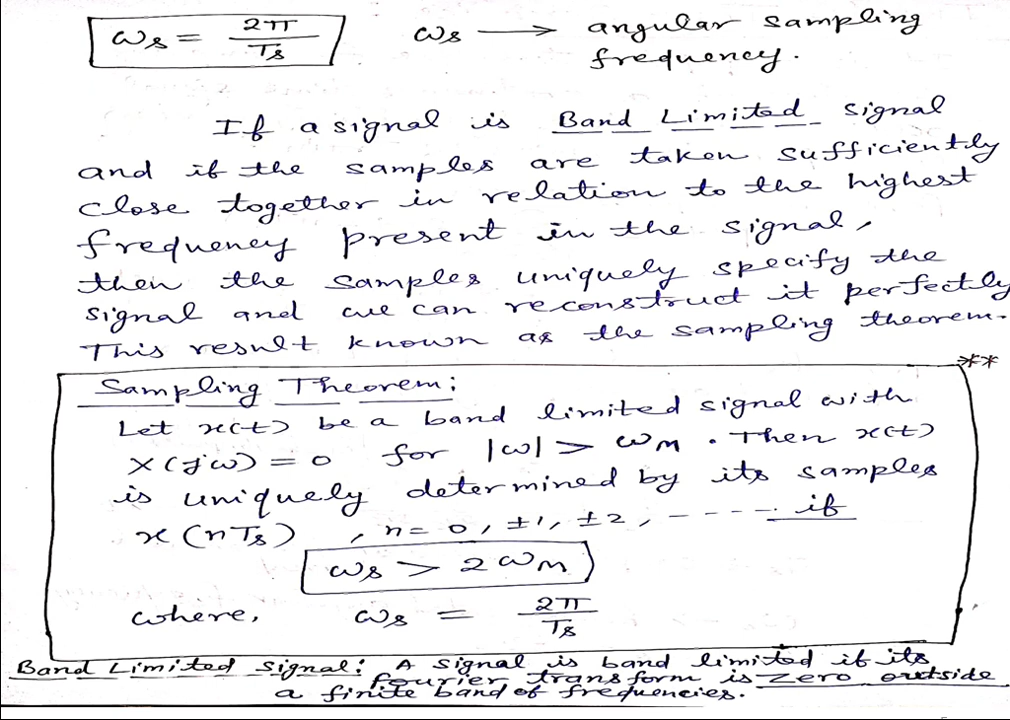 ωs = 2π/Ts ωs → angular sampling
frequency.
If a signal is Band Limited signal
and if the samples are taken sufficiently
close together in relation to the highest
frequency present in the signal,
then the samples uniquely specify the
signal and we can reconstruct it perfectly
This result known as the sampling theorem.
**
Sampling Theorem:
Let x(t) be a band limited signal with
X(jω) = 0 for |ω| > ωM . Then x(t)
is uniquely determined by its samples
x(nTs) , n = 0, ±1, ±2, ----- if
ωs > 2ωM
where, ωs = 2π/Ts
Band Limited signal: A signal is band limited if its
fourier transform is zero outside
a finite band of frequencies.